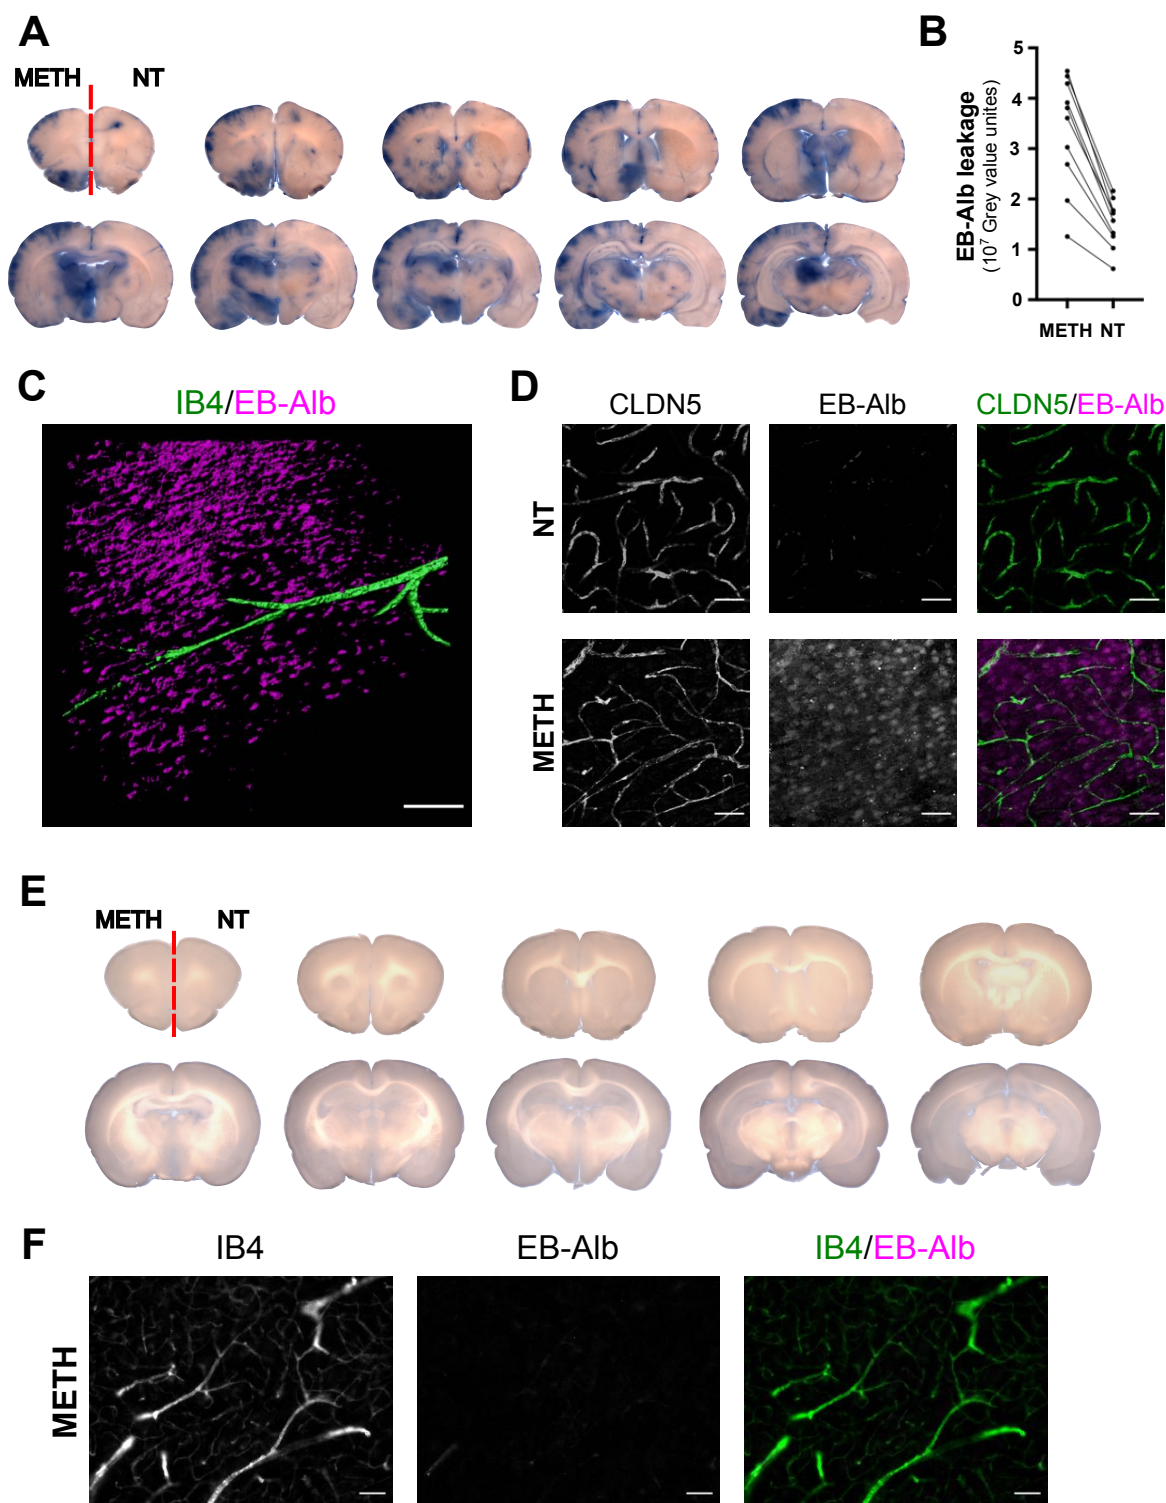 A
METH NT
B
EB-Alb leakage
(10⁷ Grey value unites)
5
4
3
2
1
0
METH NT
C
IB4/EB-Alb
D
CLDN5 EB-Alb CLDN5/EB-Alb
NT
METH
E
METH NT
F
IB4 EB-Alb IB4/EB-Alb
METH